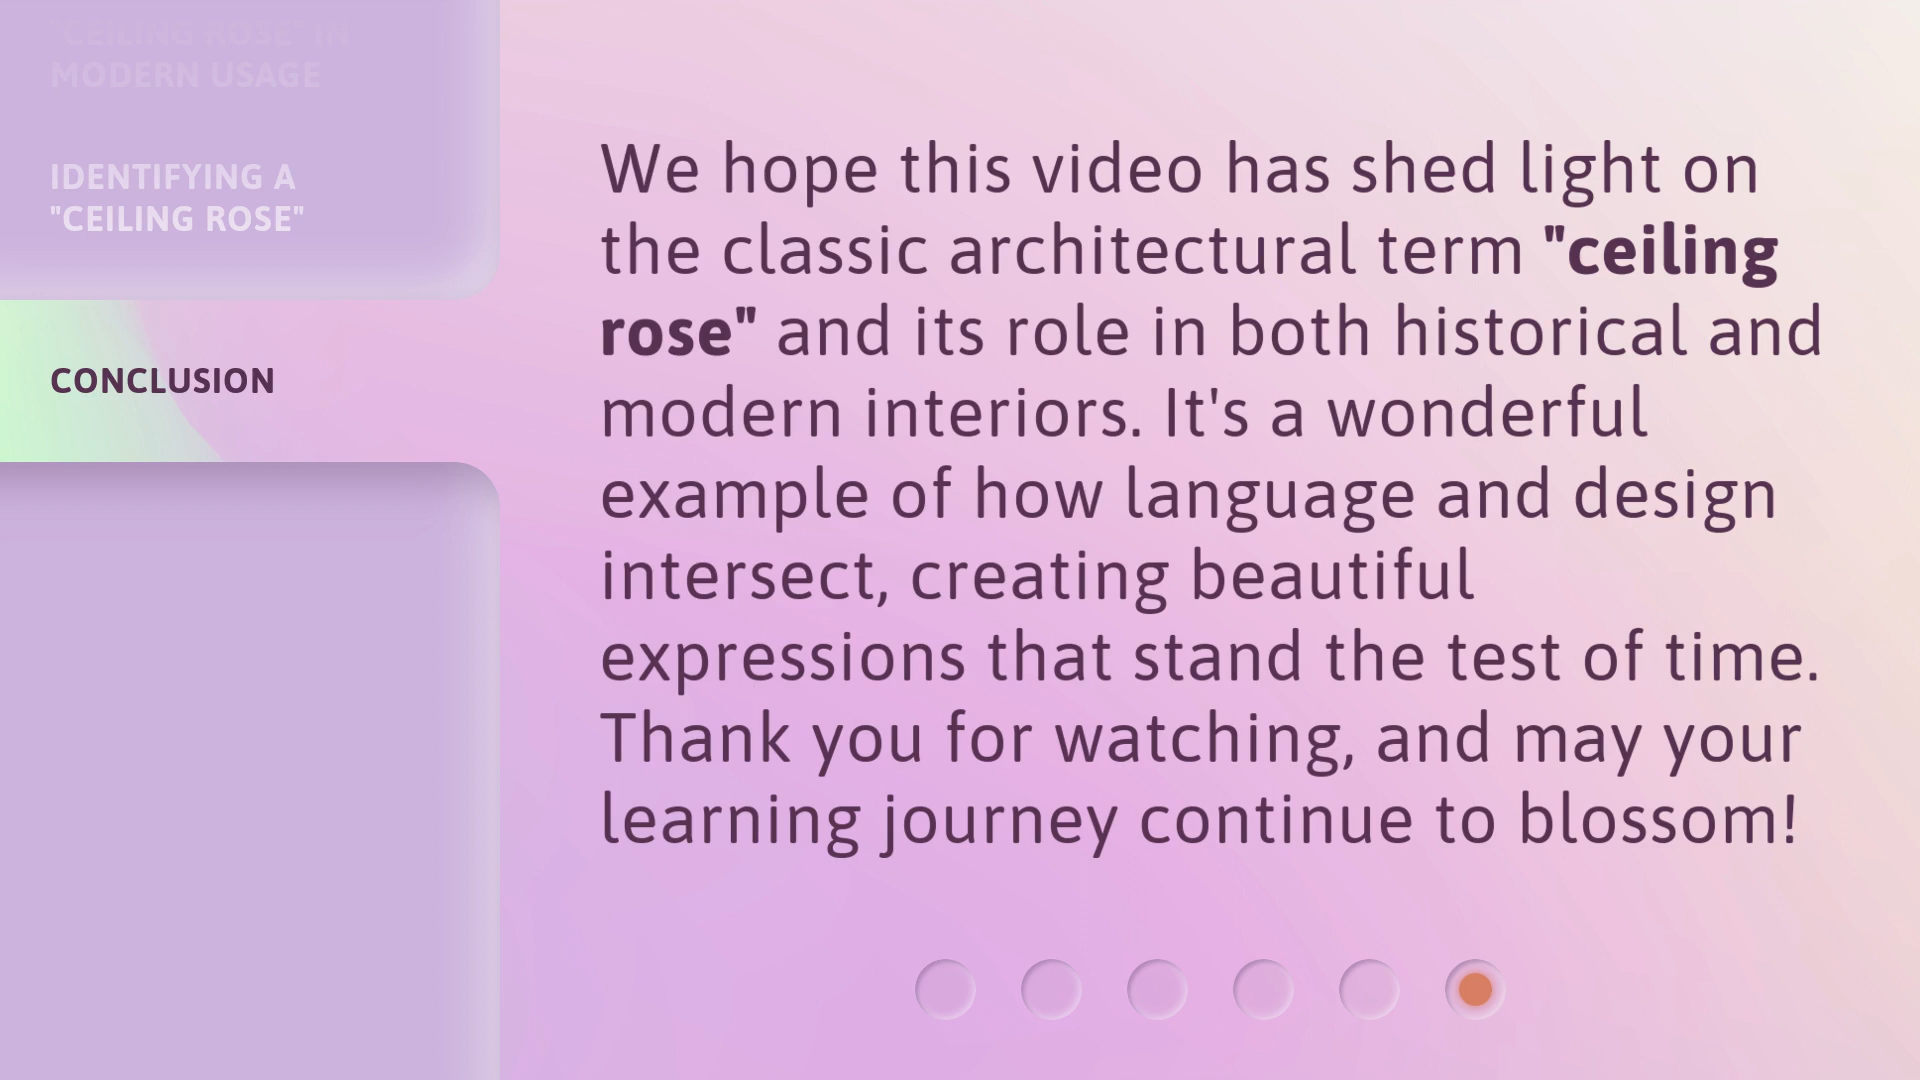 "CEILING ROSE" IN
MODERN USAGE
IDENTIFYING A
"CEILING ROSE"
CONCLUSION
We hope this video has shed light on
the classic architectural term "ceiling
rose" and its role in both historical and
modern interiors. It's a wonderful
example of how language and design
intersect, creating beautiful
expressions that stand the test of time.
Thank you for watching, and may your
learning journey continue to blossom!